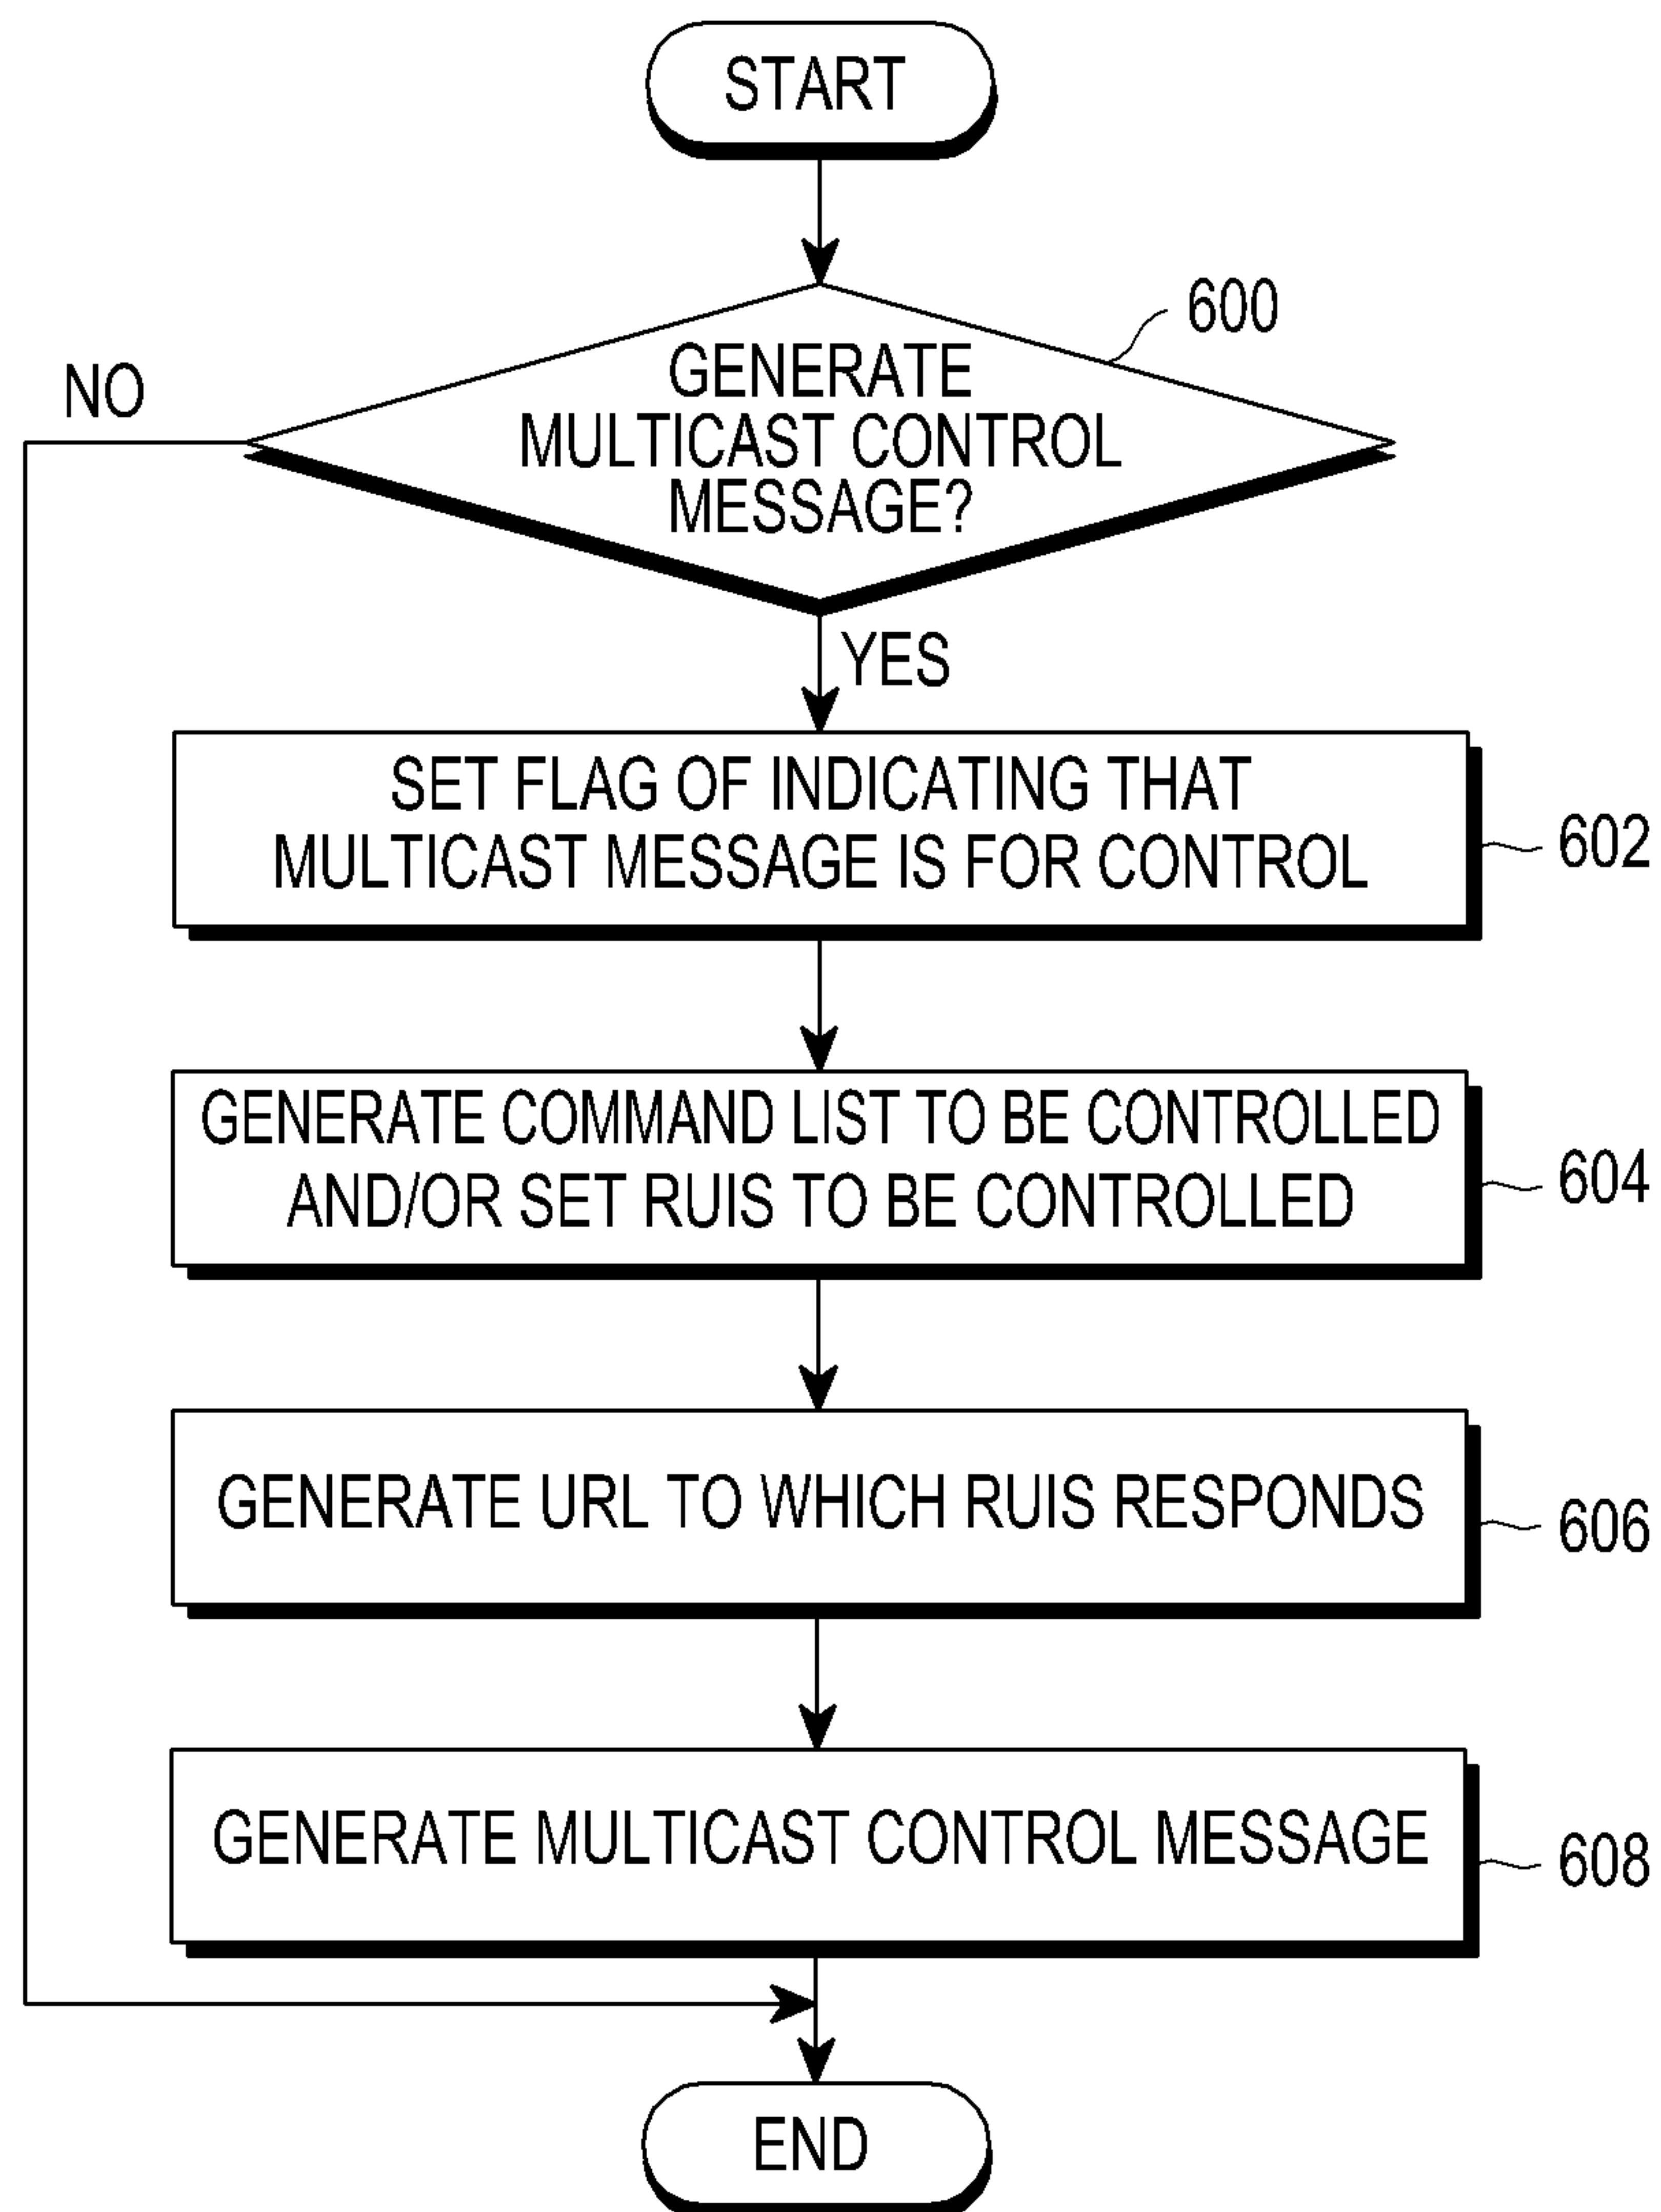 START
600
GENERATE
MULTICAST CONTROL
MESSAGE?
NO
YES
SET FLAG OF INDICATING THAT
MULTICAST MESSAGE IS FOR CONTROL
602
GENERATE COMMAND LIST TO BE CONTROLLED
AND/OR SET RUIS TO BE CONTROLLED
604
GENERATE URL TO WHICH RUIS RESPONDS
606
GENERATE MULTICAST CONTROL MESSAGE
608
END